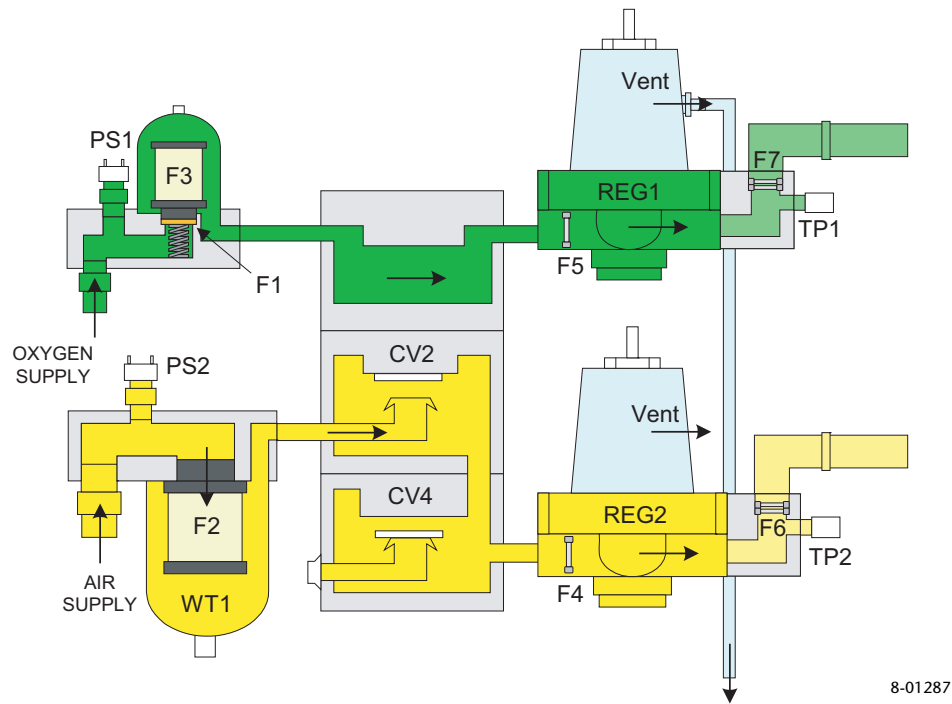 PS1
F3
F1
OXYGEN
SUPPLY
Vent
REG1
F5
F7
TP1
PS2
CV2
F2
AIR
SUPPLY
WT1
CV4
Vent
REG2
F4
F6
TP2
8-01287